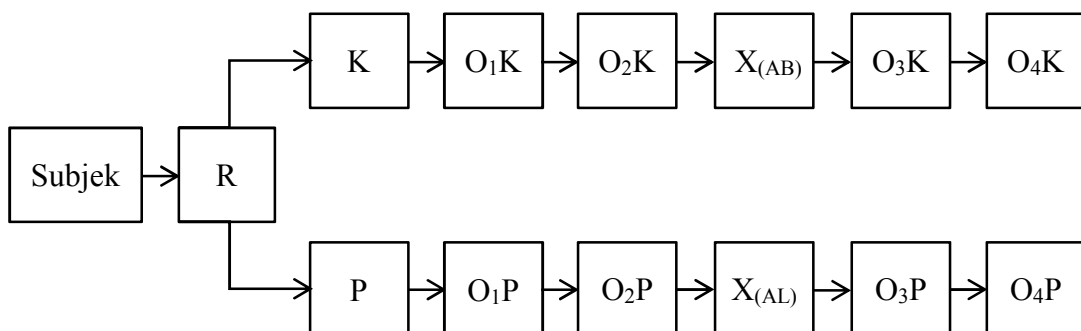 K O₁K O₂K X₍AB₎ O₃K O₄K
Subjek R
P O₁P O₂P X₍AL₎ O₃P O₄P